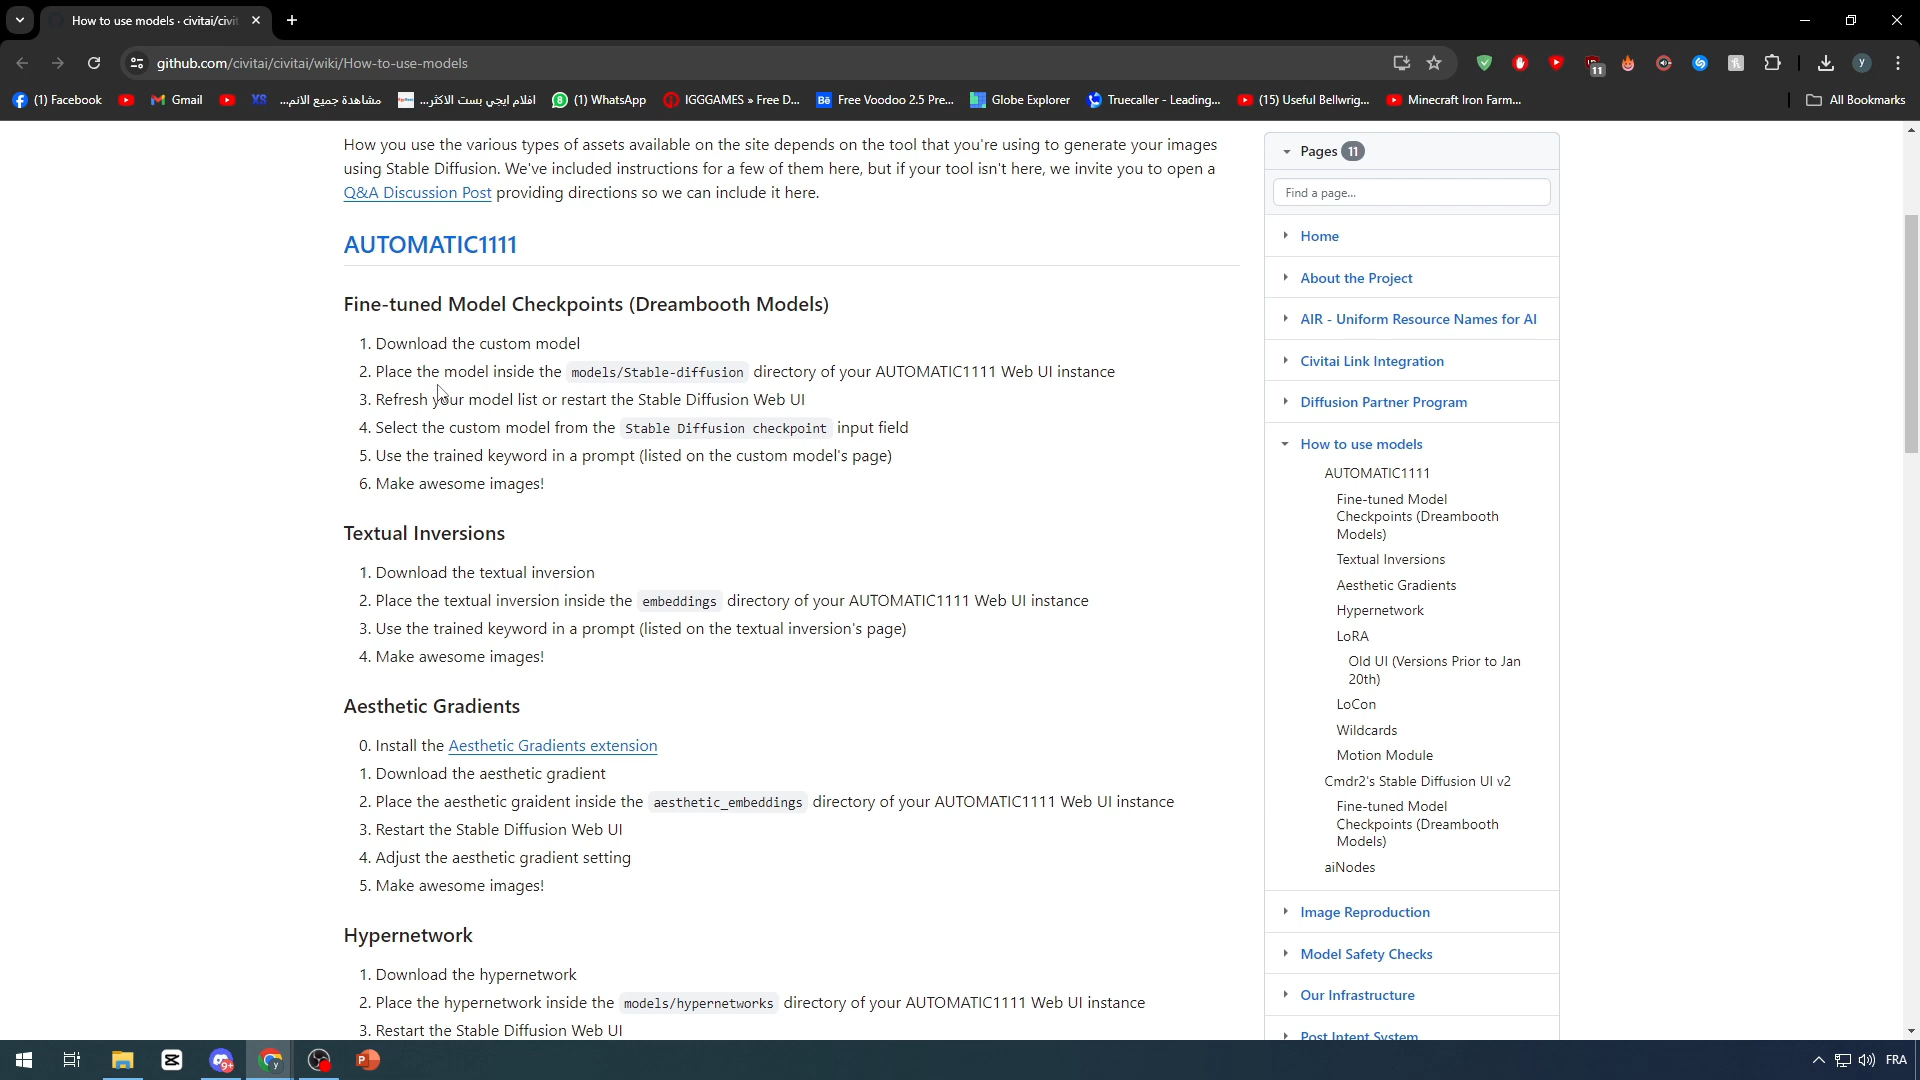 How to use models · civitai/civit
github.com/civitai/civitai/wiki/How-to-use-models
11
y
(1) Facebook
Gmail
XS
مشاهدة جميع الانم...
افلام ايجي بست الاكثر...
(1) WhatsApp
IGGGAMES » Free D...
Bē
Free Voodoo 2.5 Pre...
Globe Explorer
Truecaller - Leading...
(15) Useful Bellwrig...
Minecraft Iron Farm...
All Bookmarks
How you use the various types of assets available on the site depends on the tool that you're using to generate your images
using Stable Diffusion. We've included instructions for a few of them here, but if your tool isn't here, we invite you to open a
Q&A Discussion Post providing directions so we can include it here.
AUTOMATIC1111
Fine-tuned Model Checkpoints (Dreambooth Models)
1. Download the custom model
2. Place the model inside the models/Stable-diffusion directory of your AUTOMATIC1111 Web UI instance
3. Refresh your model list or restart the Stable Diffusion Web UI
4. Select the custom model from the Stable Diffusion checkpoint input field
5. Use the trained keyword in a prompt (listed on the custom model's page)
6. Make awesome images!
Textual Inversions
1. Download the textual inversion
2. Place the textual inversion inside the embeddings directory of your AUTOMATIC1111 Web UI instance
3. Use the trained keyword in a prompt (listed on the textual inversion's page)
4. Make awesome images!
Aesthetic Gradients
0. Install the Aesthetic Gradients extension
1. Download the aesthetic gradient
2. Place the aesthetic graident inside the aesthetic_embeddings directory of your AUTOMATIC1111 Web UI instance
3. Restart the Stable Diffusion Web UI
4. Adjust the aesthetic gradient setting
5. Make awesome images!
Hypernetwork
1. Download the hypernetwork
2. Place the hypernetwork inside the models/hypernetworks directory of your AUTOMATIC1111 Web UI instance
3. Restart the Stable Diffusion Web UI
Pages 11
Find a page...
Home
About the Project
AIR - Uniform Resource Names for AI
Civitai Link Integration
Diffusion Partner Program
How to use models
AUTOMATIC1111
Fine-tuned Model
Checkpoints (Dreambooth
Models)
Textual Inversions
Aesthetic Gradients
Hypernetwork
LoRA
Old UI (Versions Prior to Jan
20th)
LoCon
Wildcards
Motion Module
Cmdr2's Stable Diffusion UI v2
Fine-tuned Model
Checkpoints (Dreambooth
Models)
aiNodes
Image Reproduction
Model Safety Checks
Our Infrastructure
Post Intent System
9+
y
P
FRA